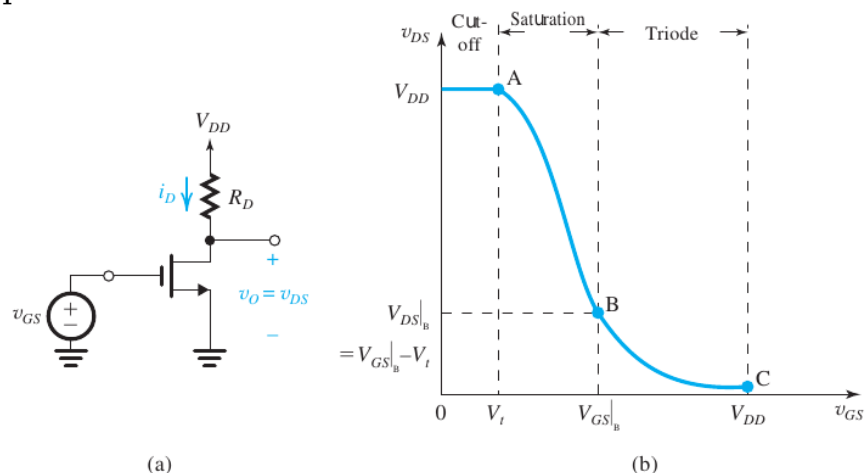 V_DD
i_D
R_D
+
v_O = v_DS
−
v_GS
+
−
(a)
v_DS
Cut-
off
Saturation
Triode
V_DD
A
B
V_DS|_B
= V_GS|_B – V_t
C
0
V_t
V_GS|_B
V_DD
v_GS
(b)